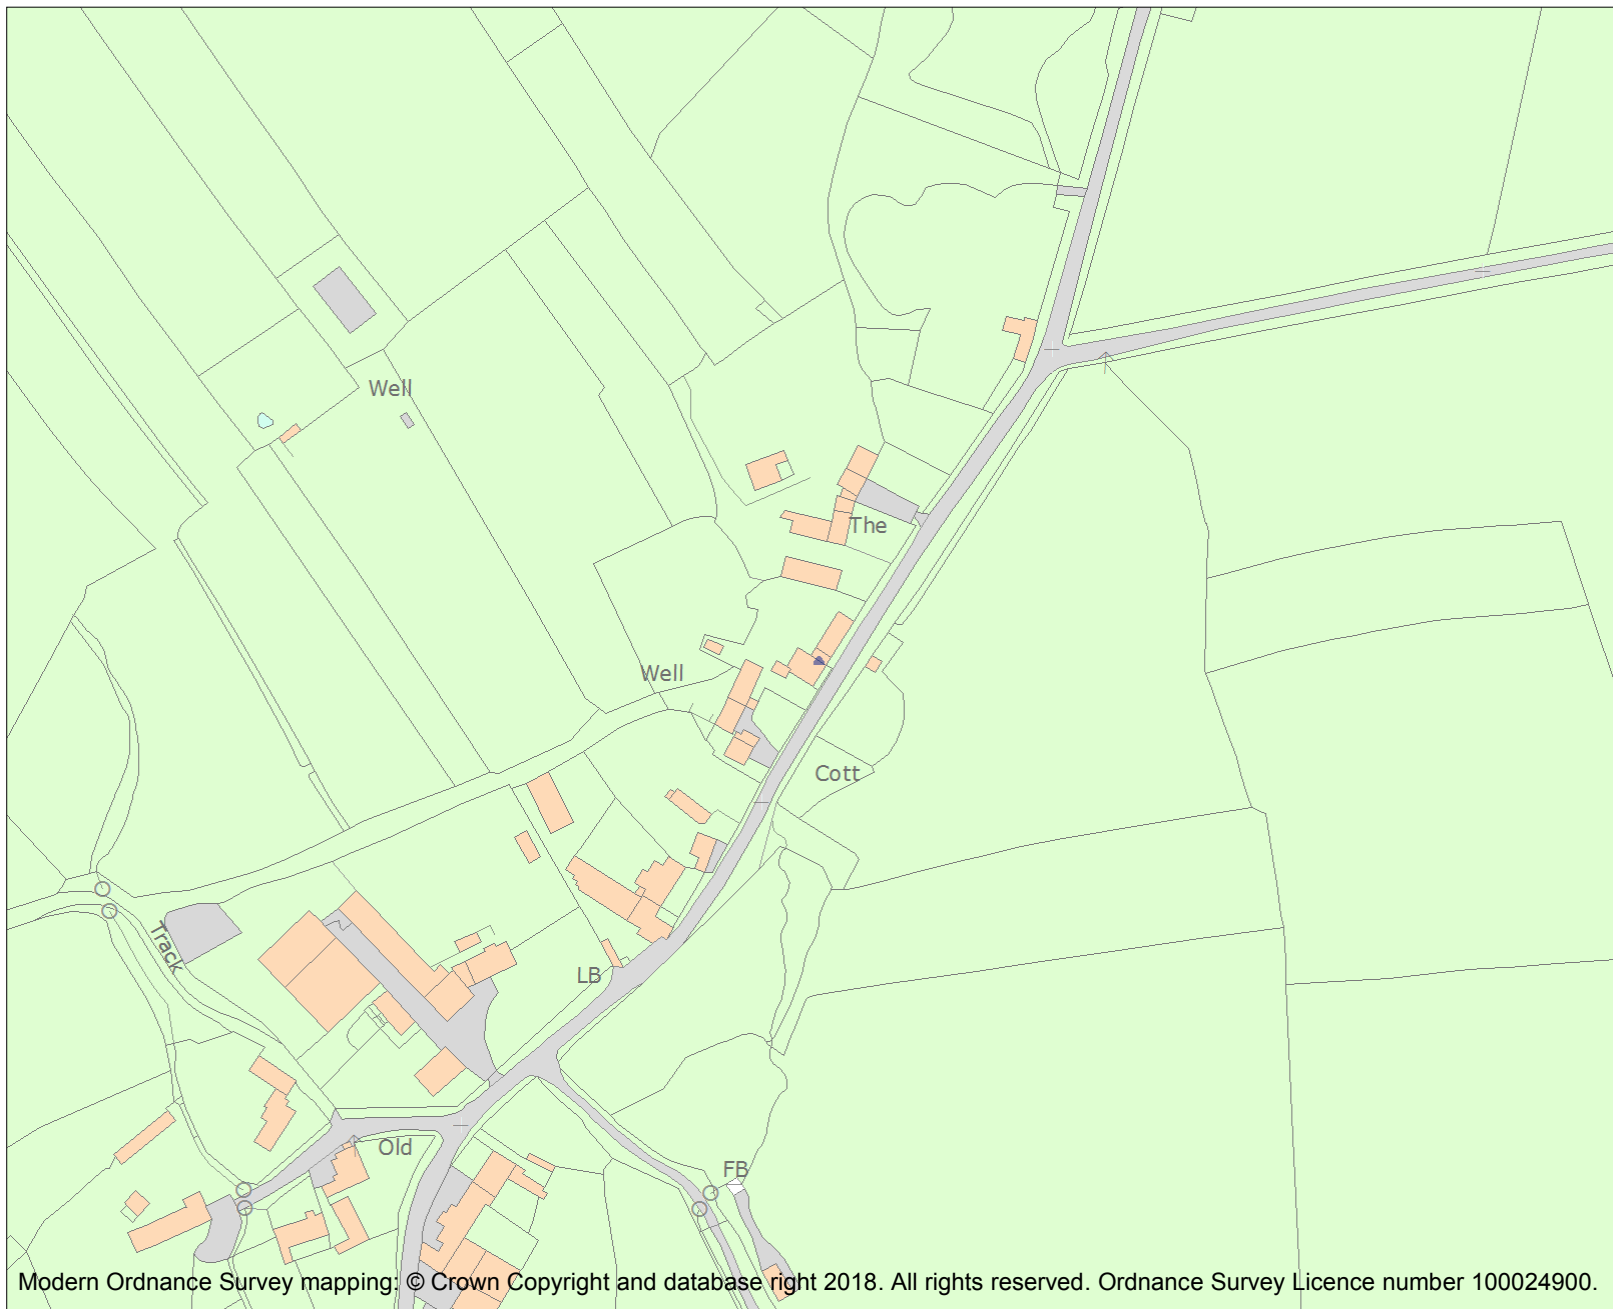 Well
The
Well
Cott
Track
LB
Old
FB
Modern Ordnance Survey mapping: © Crown Copyright and database right 2018. All rights reserved. Ordnance Survey Licence number 100024900.